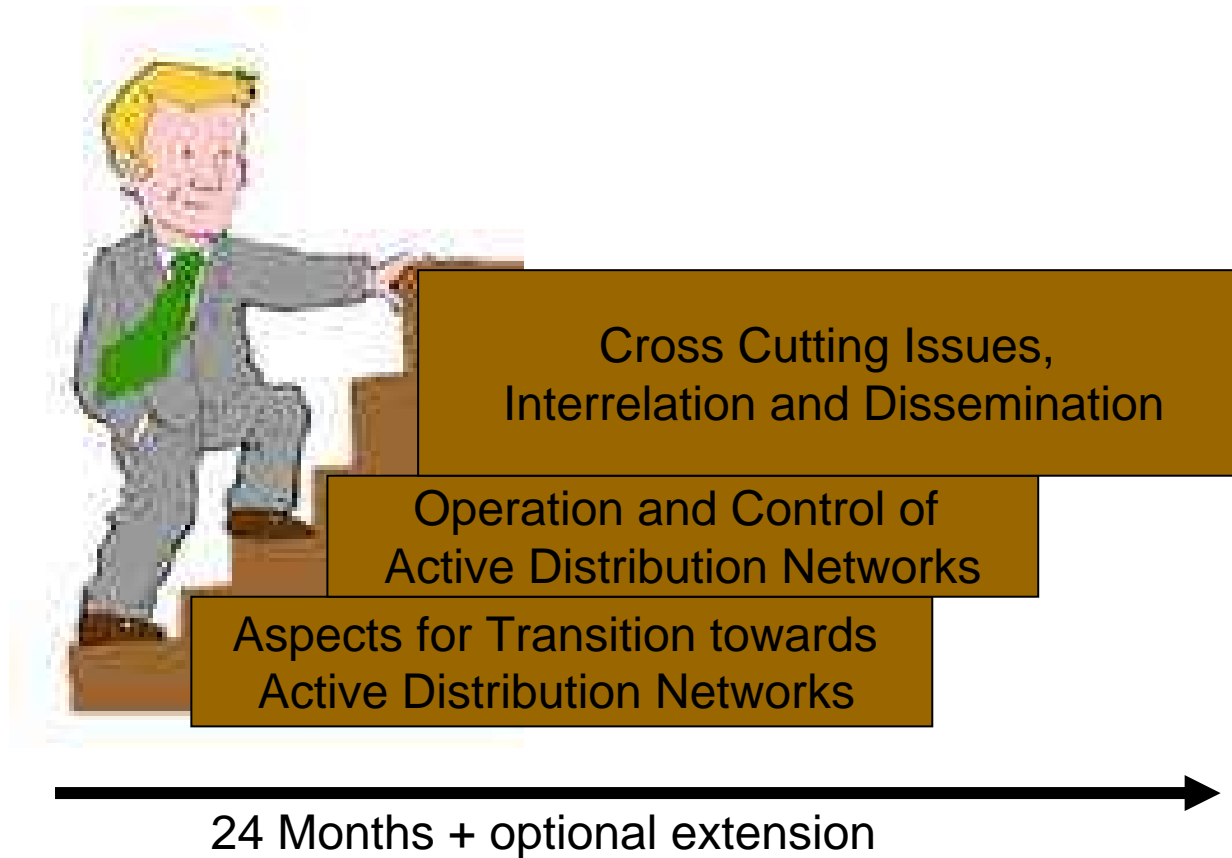 Cross Cutting Issues,
Interrelation and Dissemination
Operation and Control of
Active Distribution Networks
Aspects for Transition towards
Active Distribution Networks
24 Months + optional extension